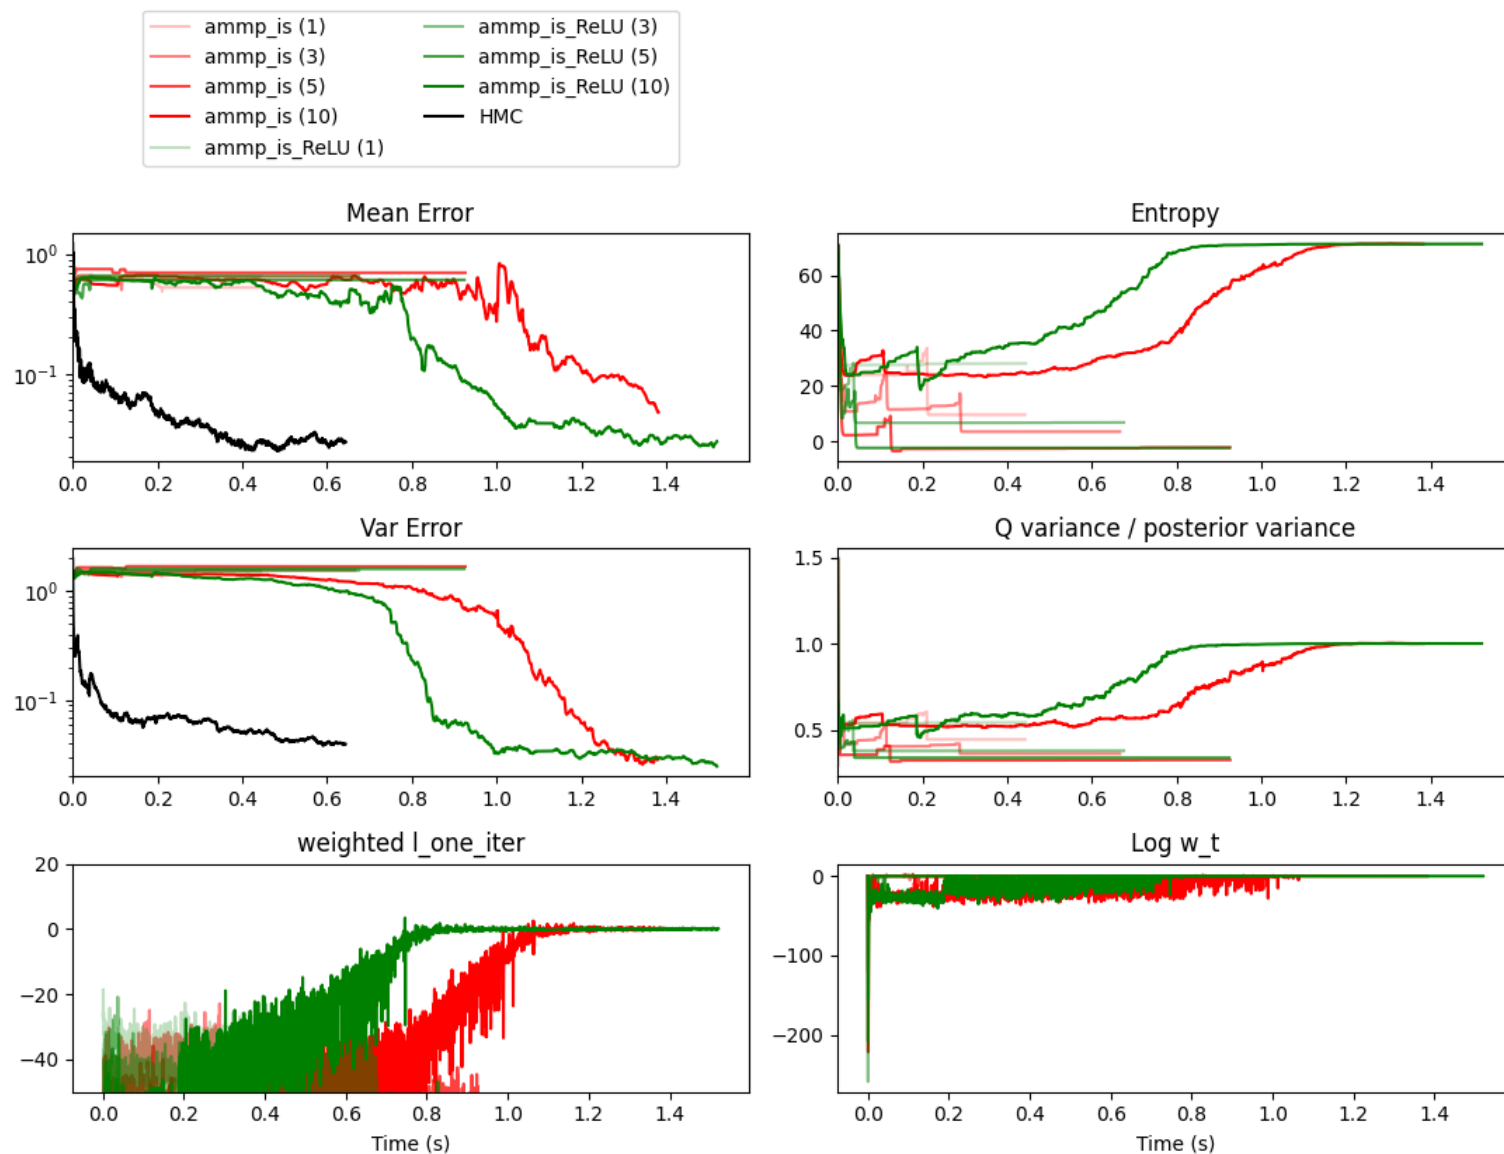 ammp_is (1)
ammp_is (3)
ammp_is (5)
ammp_is (10)
ammp_is_ReLU (1)
ammp_is_ReLU (3)
ammp_is_ReLU (5)
ammp_is_ReLU (10)
HMC
Mean Error
10^0
10^{-1}
0.0 0.2 0.4 0.6 0.8 1.0 1.2 1.4
Entropy
60
40
20
0
0.0 0.2 0.4 0.6 0.8 1.0 1.2 1.4
Var Error
10^0
10^{-1}
0.0 0.2 0.4 0.6 0.8 1.0 1.2 1.4
Q variance / posterior variance
1.5
1.0
0.5
0.0 0.2 0.4 0.6 0.8 1.0 1.2 1.4
weighted l_one_iter
20
0
−20
−40
0.0 0.2 0.4 0.6 0.8 1.0 1.2 1.4
Time (s)
Log w_t
0
−100
−200
0.0 0.2 0.4 0.6 0.8 1.0 1.2 1.4
Time (s)